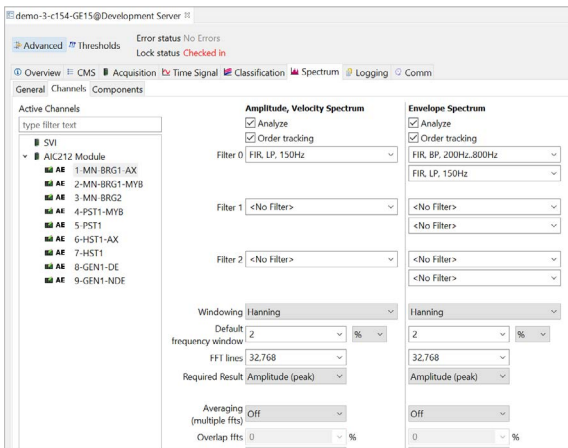 demo-3-c154-GE15@Development Server
Advanced Thresholds
Error status No Errors
Lock status Checked in
Overview CMS Acquisition Time Signal Classification Spectrum Logging Comm
General Channels Components
Active Channels
type filter text
SVI
AIC212 Module
AE 1-MN-BRG1-AX
AE 2-MN-BRG1-MYB
AE 3-MN-BRG2
AE 4-PST1-MYB
AE 5-PST1
AE 6-HST1-AX
AE 7-HST1
AE 8-GEN1-DE
AE 9-GEN1-NDE
Amplitude, Velocity Spectrum Envelope Spectrum
Analyze Analyze
Order tracking Order tracking
Filter 0 FIR, LP, 150Hz FIR, BP, 200Hz..800Hz
FIR, LP, 150Hz
Filter 1 <No Filter> <No Filter>
<No Filter>
Filter 2 <No Filter> <No Filter>
<No Filter>
Windowing Hanning Hanning
Default
frequency window 2 % 2 %
FFT lines 32,768 32,768
Required Result Amplitude (peak) Amplitude (peak)
Averaging
(multiple ffts) Off Off
Overlap ffts 0 % 0 %